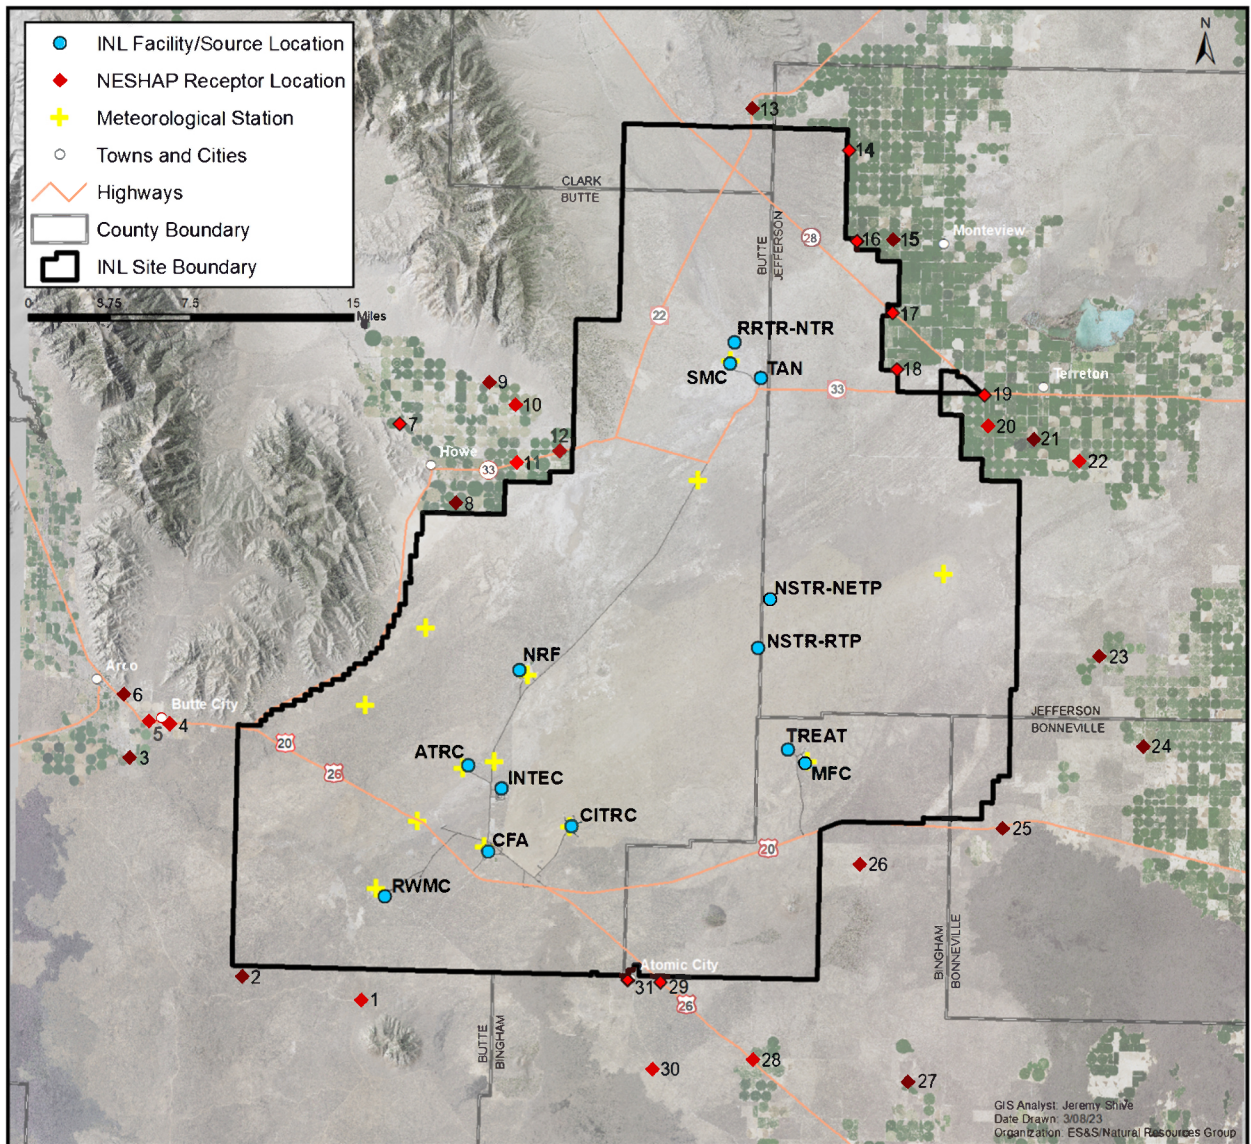 INL Facility/Source Location
NESHAP Receptor Location
Meteorological Station
Towns and Cities
Highways
County Boundary
INL Site Boundary
0 3.75 7.5 15
Miles
N
13
14
CLARK
BUTTE
BUTTE
JEFFERSON
28
16
15
Monteview
22
17
RRTR-NTR
SMC
TAN
18
33
Terreton
19
9
10
7
20
21
12
Howe
33
11
22
8
NSTR-NETP
NSTR-RTP
NRF
23
Arco
6
Butte City
5
4
3
20
26
JEFFERSON
BONNEVILLE
24
TREAT
MFC
ATRC
INTEC
CITRC
CFA
20
25
26
RWMC
BINGHAM
BONNEVILLE
Atomic City
2
1
31
29
26
BUTTE
BINGHAM
30
28
27
GIS Analyst: Jeremy Shive
Date Drawn: 3/08/23
Organization: ES&S/Natural Resources Group